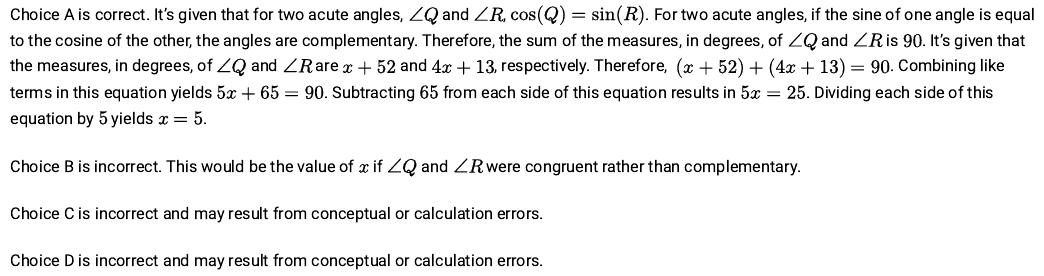 Choice A is correct. It’s given that for two acute angles, ∠Q and ∠R, cos(Q) = sin(R). For two acute angles, if the sine of one angle is equal
to the cosine of the other, the angles are complementary. Therefore, the sum of the measures, in degrees, of ∠Q and ∠R is 90. It’s given that
the measures, in degrees, of ∠Q and ∠R are x + 52 and 4x + 13, respectively. Therefore, (x + 52) + (4x + 13) = 90. Combining like
terms in this equation yields 5x + 65 = 90. Subtracting 65 from each side of this equation results in 5x = 25. Dividing each side of this
equation by 5 yields x = 5.
Choice B is incorrect. This would be the value of x if ∠Q and ∠R were congruent rather than complementary.
Choice C is incorrect and may result from conceptual or calculation errors.
Choice D is incorrect and may result from conceptual or calculation errors.